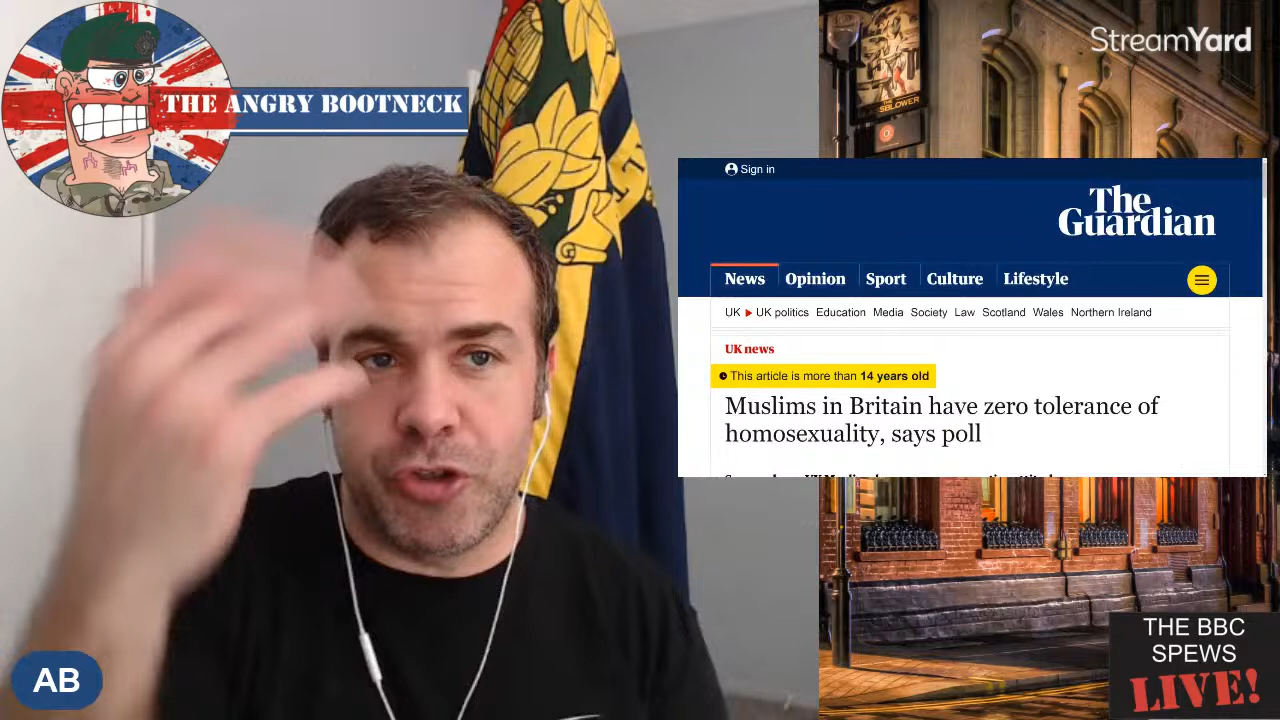 THE ANGRY BOOTNECK
StreamYard
SBLOWER
Sign in
The
Guardian
News
Opinion
Sport
Culture
Lifestyle
UK
UK politics
Education
Media
Society
Law
Scotland
Wales
Northern Ireland
UK news
This article is more than 14 years old
Muslims in Britain have zero tolerance of
homosexuality, says poll
AB
THE BBC
SPEWS
LIVE!